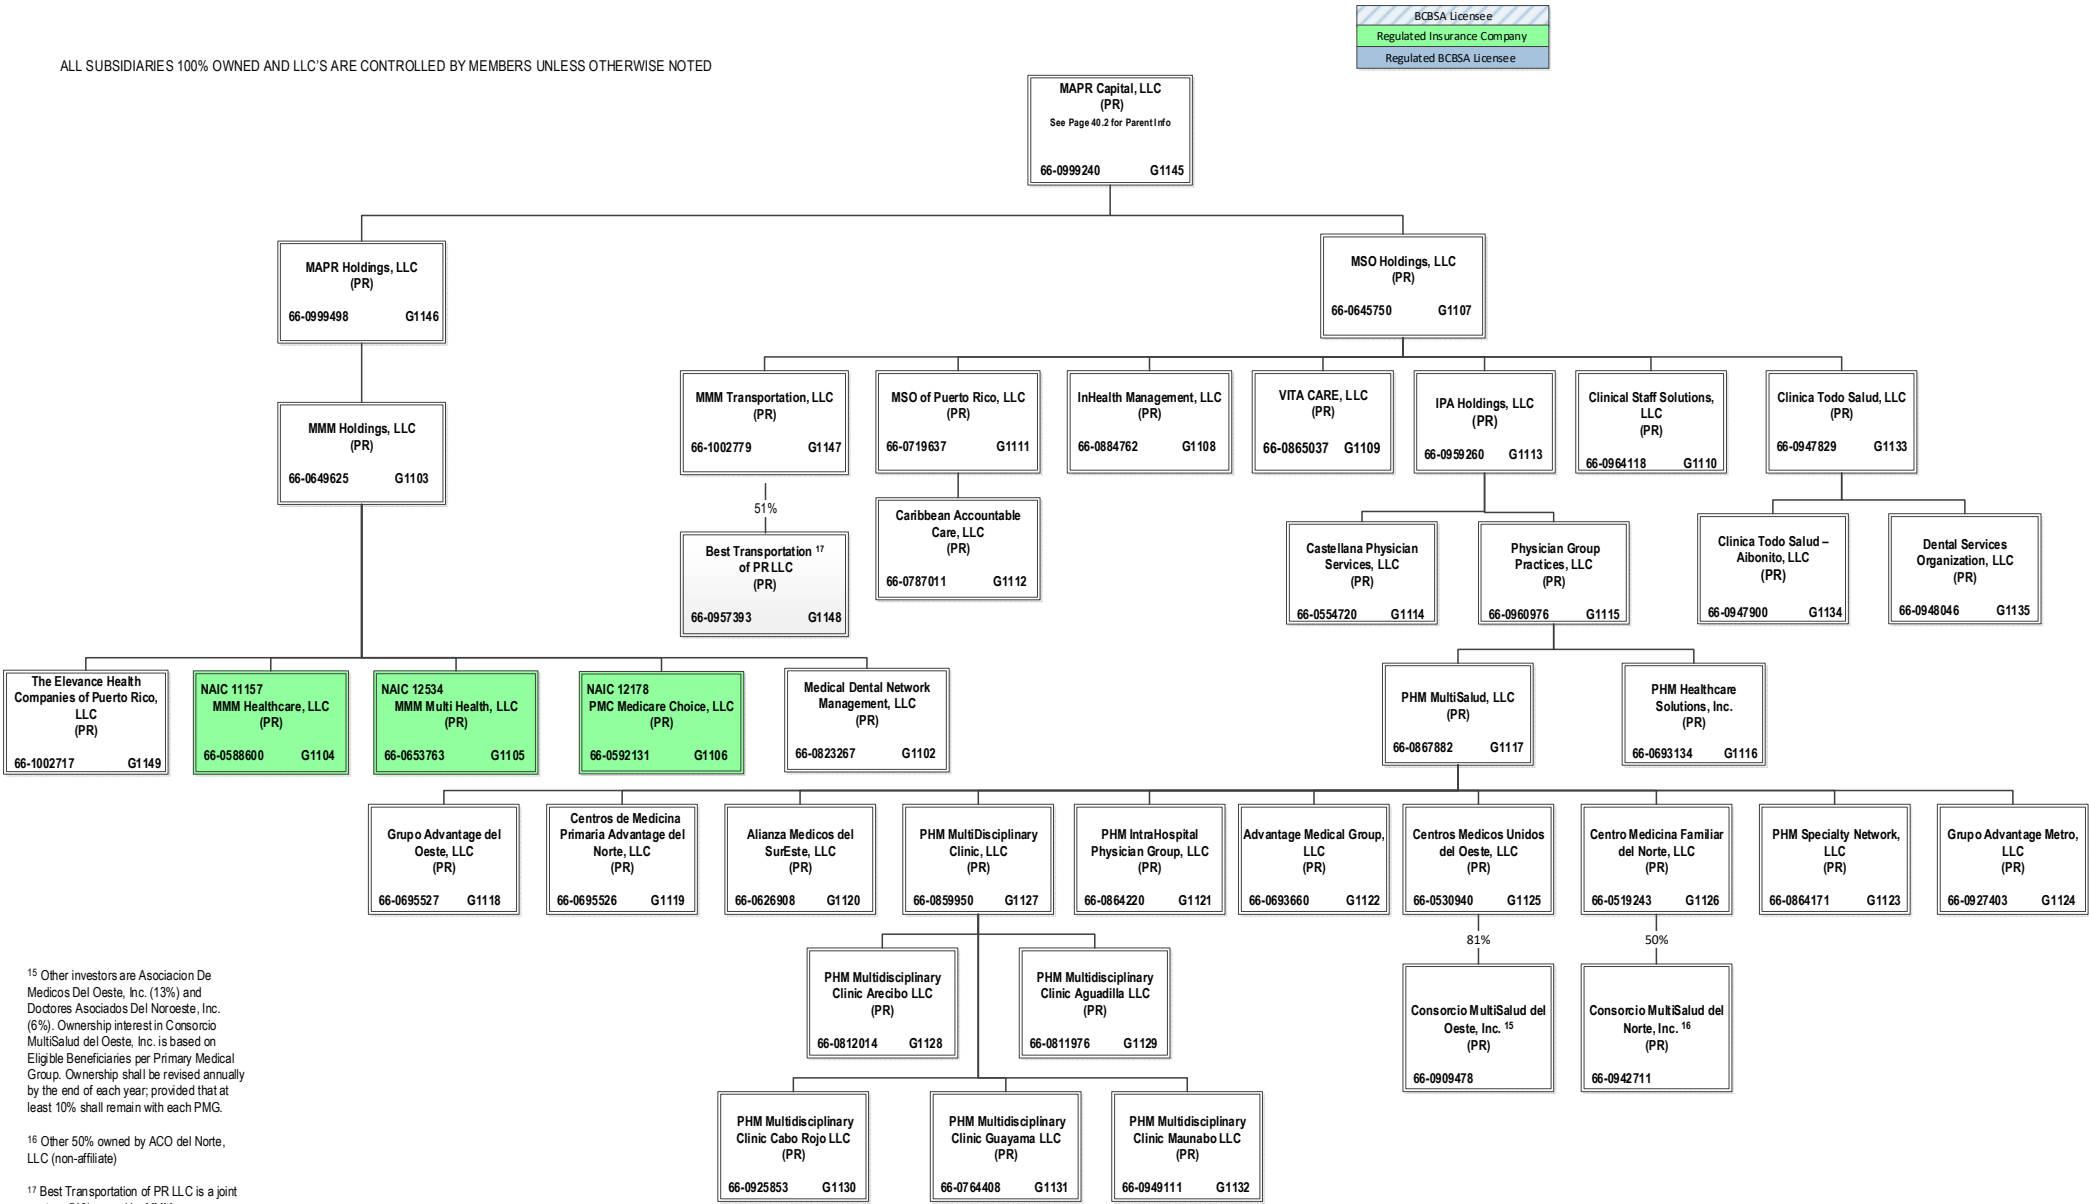 BCBSA Licensee
Regulated Insurance Company
Regulated BCBSA Licensee
ALL SUBSIDIARIES 100% OWNED AND LLC'S ARE CONTROLLED BY MEMBERS UNLESS OTHERWISE NOTED
MAPR Capital, LLC
(PR)
See Page 40.2 for Parent Info
66-0999240 G1145
MAPR Holdings, LLC
(PR)
66-0999498 G1146
MSO Holdings, LLC
(PR)
66-0645750 G1107
MMM Holdings, LLC
(PR)
66-0649625 G1103
MMM Transportation, LLC
(PR)
66-1002779 G1147
MSO of Puerto Rico, LLC
(PR)
66-0719637 G1111
InHealth Management, LLC
(PR)
66-0884762 G1108
VITA CARE, LLC
(PR)
66-0865037 G1109
IPA Holdings, LLC
(PR)
66-0959260 G1113
Clinical Staff Solutions,
LLC
(PR)
66-0964118 G1110
Clinica Todo Salud, LLC
(PR)
66-0947829 G1133
51%
Best Transportation 17
of PR LLC
(PR)
66-0957393 G1148
Caribbean Accountable
Care, LLC
(PR)
66-0787011 G1112
Castellana Physician
Services, LLC
(PR)
66-0554720 G1114
Physician Group
Practices, LLC
(PR)
66-0960976 G1115
Clinica Todo Salud –
Aibonito, LLC
(PR)
66-0947900 G1134
Dental Services
Organization, LLC
(PR)
66-0948046 G1135
The Elevance Health
Companies of Puerto Rico,
LLC
(PR)
66-1002717 G1149
NAIC 11157
MMM Healthcare, LLC
(PR)
66-0588600 G1104
NAIC 12534
MMM Multi Health, LLC
(PR)
66-0653763 G1105
NAIC 12178
PMC Medicare Choice, LLC
(PR)
66-0592131 G1106
Medical Dental Network
Management, LLC
(PR)
66-0823267 G1102
PHM MultiSalud, LLC
(PR)
66-0867882 G1117
PHM Healthcare
Solutions, Inc.
(PR)
66-0693134 G1116
Grupo Advantage del
Oeste, LLC
(PR)
66-0695527 G1118
Centros de Medicina
Primaria Advantage del
Norte, LLC
(PR)
66-0695526 G1119
Alianza Medicos del
SurEste, LLC
(PR)
66-0626908 G1120
PHM MultiDisciplinary
Clinic, LLC
(PR)
66-0859950 G1127
PHM IntraHospital
Physician Group, LLC
(PR)
66-0864220 G1121
Advantage Medical Group,
LLC
(PR)
66-0693660 G1122
Centros Medicos Unidos
del Oeste, LLC
(PR)
66-0530940 G1125
Centro Medicina Familiar
del Norte, LLC
(PR)
66-0519243 G1126
PHM Specialty Network,
LLC
(PR)
66-0864171 G1123
Grupo Advantage Metro,
LLC
(PR)
66-0927403 G1124
PHM Multidisciplinary
Clinic Arecibo LLC
(PR)
66-0812014 G1128
PHM Multidisciplinary
Clinic Aguadilla LLC
(PR)
66-0811976 G1129
81%
Consorcio MultiSalud del
Oeste, Inc. 15
(PR)
66-0909478
50%
Consorcio MultiSalud del
Norte, Inc. 16
(PR)
66-0942711
PHM Multidisciplinary
Clinic Cabo Rojo LLC
(PR)
66-0925853 G1130
PHM Multidisciplinary
Clinic Guayama LLC
(PR)
66-0764408 G1131
PHM Multidisciplinary
Clinic Maunabo LLC
(PR)
66-0949111 G1132
15 Other investors are Asociacion De
Medicos Del Oeste, Inc. (13%) and
Doctores Asociados Del Noroeste, Inc.
(6%). Ownership interest in Consorcio
MultiSalud del Oeste, Inc. is based on
Eligible Beneficiaries per Primary Medical
Group. Ownership shall be revised annually
by the end of each year; provided that at
least 10% shall remain with each PMG.
16 Other 50% owned by ACO del Norte,
LLC (non-affiliate)
17 Best Transportation of PR LLC is a joint